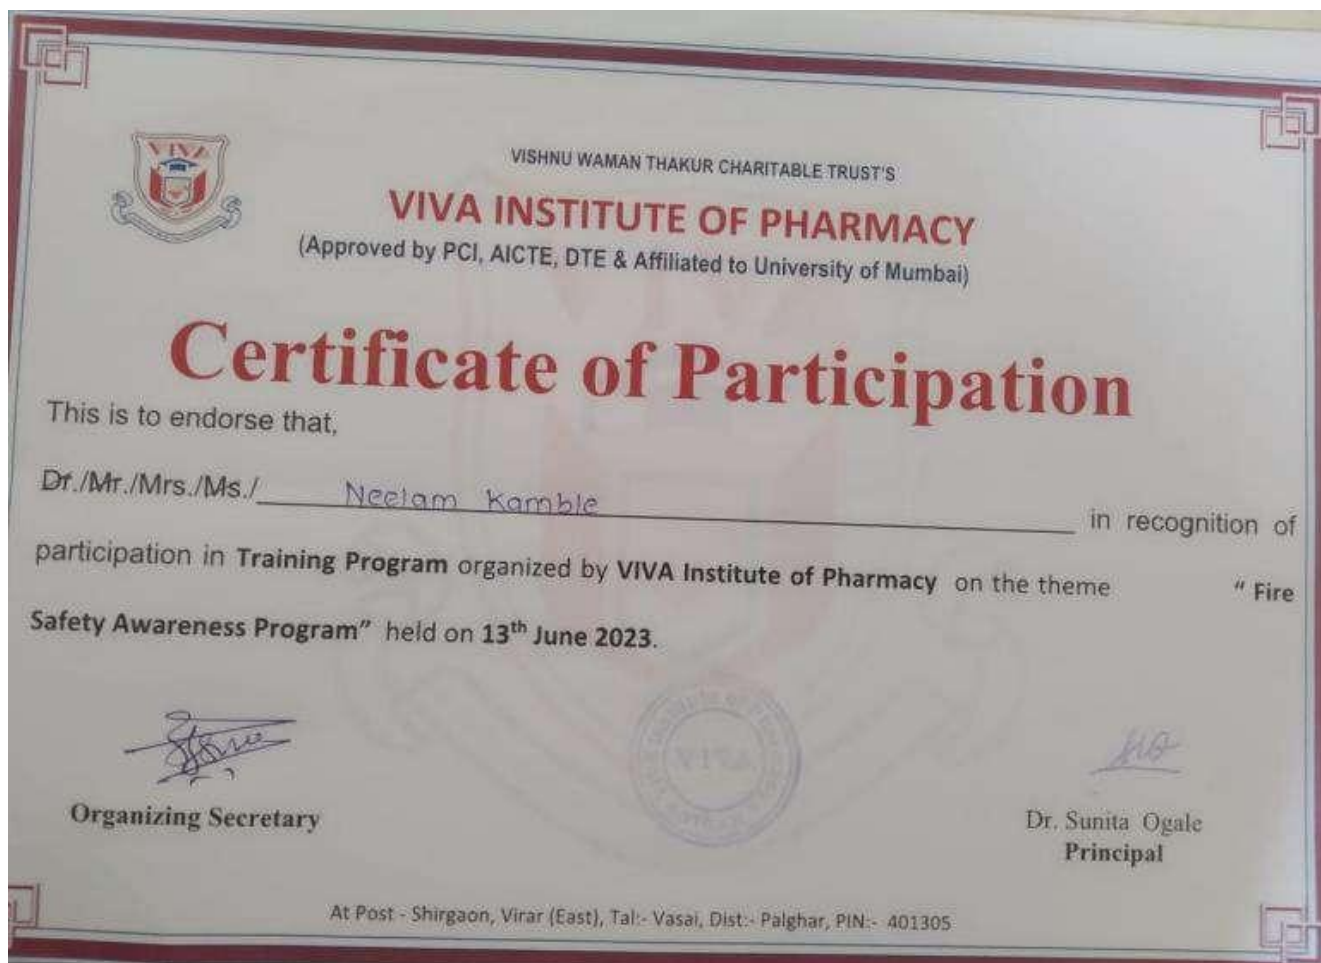 VIVA
VISHNU WAMAN THAKUR CHARITABLE TRUST'S
VIVA INSTITUTE OF PHARMACY
(Approved by PCI, AICTE, DTE & Affiliated to University of Mumbai)
Certificate of Participation
This is to endorse that,
Dr./Mr./Mrs./Ms./ Neelam Kamble in recognition of
participation in Training Program organized by VIVA Institute of Pharmacy on the theme " Fire
Safety Awareness Program" held on 13th June 2023.
VIVA
Organizing Secretary
Dr. Sunita Ogale
Principal
At Post - Shirgaon, Virar (East), Tal:- Vasai, Dist:- Palghar, PIN:- 401305